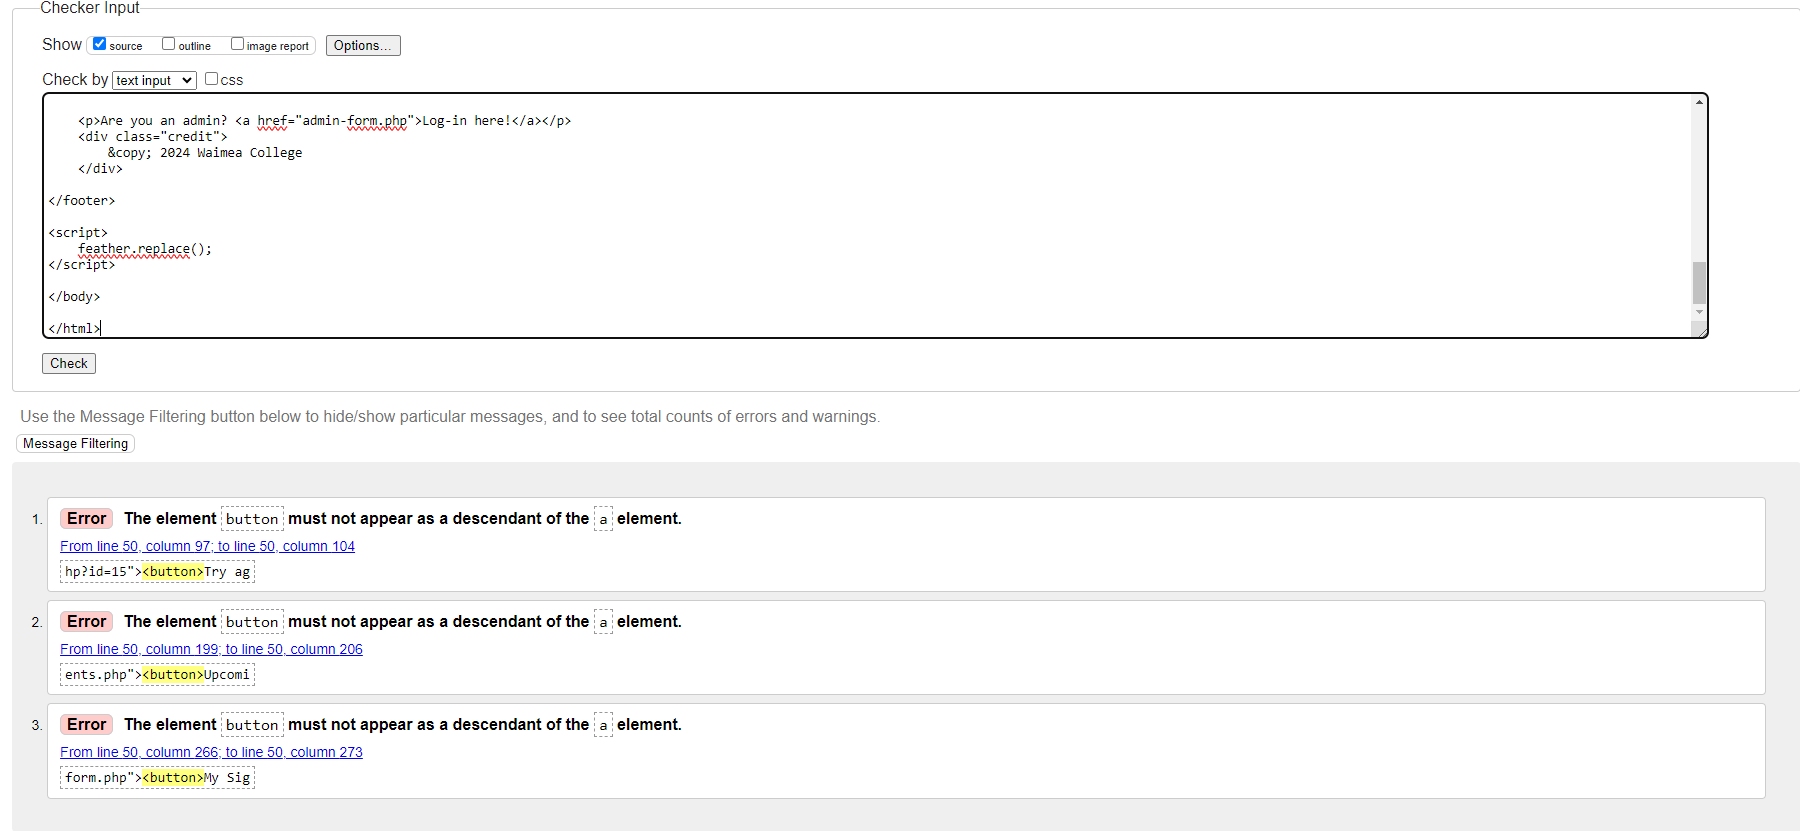 Checker Input
Show source outline image report Options...
Check by text input css
<p>Are you an admin? <a href="admin-form.php">Log-in here!</a></p>
<div class="credit">
&copy; 2024 Waimea College
</div>
</footer>
<script>
feather.replace();
</script>
</body>
</html>
Check
Use the Message Filtering button below to hide/show particular messages, and to see total counts of errors and warnings.
Message Filtering
1. Error The element button must not appear as a descendant of the a element.
From line 50, column 97; to line 50, column 104
hp?id=15"><button>Try ag
2. Error The element button must not appear as a descendant of the a element.
From line 50, column 199; to line 50, column 206
ents.php"><button>Upcomi
3. Error The element button must not appear as a descendant of the a element.
From line 50, column 266; to line 50, column 273
form.php"><button>My Sig